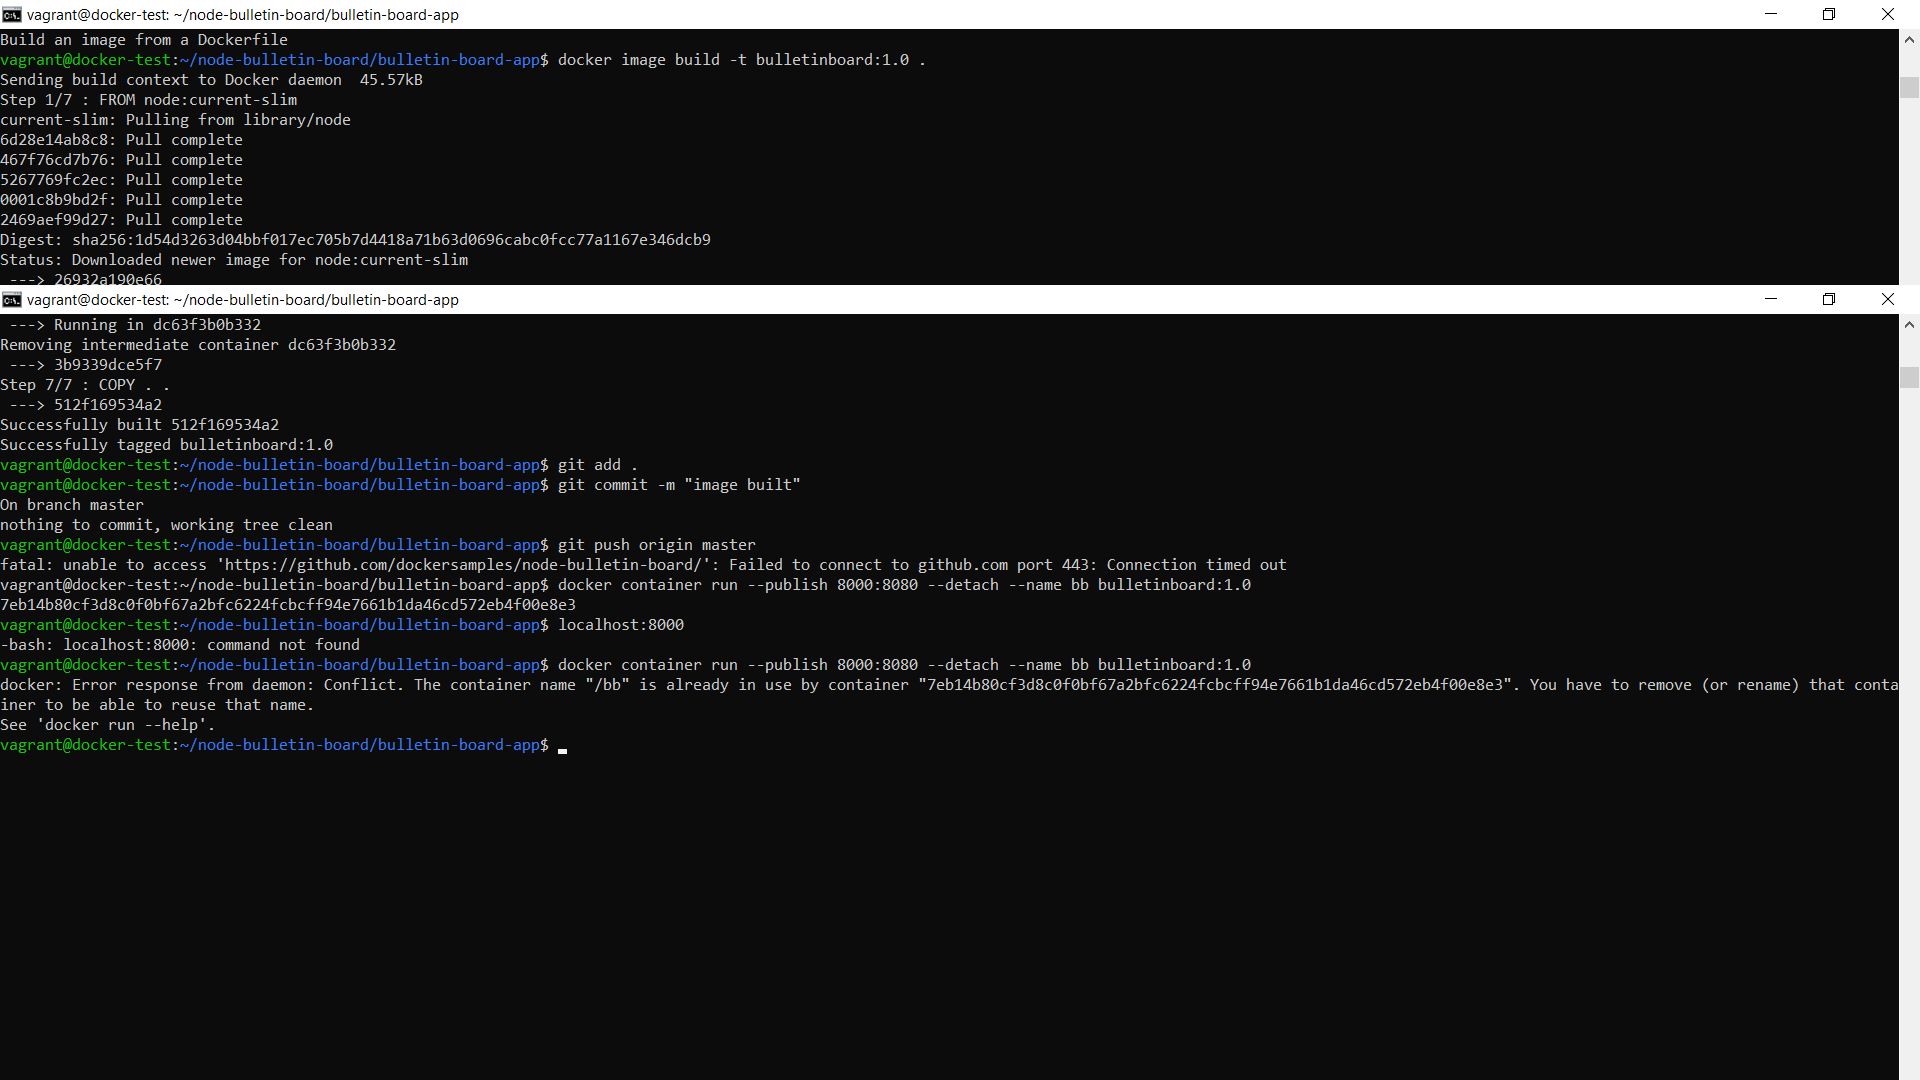 vagrant@docker-test: ~/node-bulletin-board/bulletin-board-app
Build an image from a Dockerfile
vagrant@docker-test:~/node-bulletin-board/bulletin-board-app$ docker image build -t bulletinboard:1.0 .
Sending build context to Docker daemon  45.57kB
Step 1/7 : FROM node:current-slim
current-slim: Pulling from library/node
6d28e14ab8c8: Pull complete
467f76cd7b76: Pull complete
5267769fc2ec: Pull complete
0001c8b9bd2f: Pull complete
2469aef99d27: Pull complete
Digest: sha256:1d54d3263d04bbf017ec705b7d4418a71b63d0696cabc0fcc77a1167e346dcb9
Status: Downloaded newer image for node:current-slim
 ---> 26932a190e66
vagrant@docker-test: ~/node-bulletin-board/bulletin-board-app
 ---> Running in dc63f3b0b332
Removing intermediate container dc63f3b0b332
 ---> 3b9339dce5f7
Step 7/7 : COPY . .
 ---> 512f169534a2
Successfully built 512f169534a2
Successfully tagged bulletinboard:1.0
vagrant@docker-test:~/node-bulletin-board/bulletin-board-app$ git add .
vagrant@docker-test:~/node-bulletin-board/bulletin-board-app$ git commit -m "image built"
On branch master
nothing to commit, working tree clean
vagrant@docker-test:~/node-bulletin-board/bulletin-board-app$ git push origin master
fatal: unable to access 'https://github.com/dockersamples/node-bulletin-board/': Failed to connect to github.com port 443: Connection timed out
vagrant@docker-test:~/node-bulletin-board/bulletin-board-app$ docker container run --publish 8000:8080 --detach --name bb bulletinboard:1.0
7eb14b80cf3d8c0f0bf67a2bfc6224fcbcff94e7661b1da46cd572eb4f00e8e3
vagrant@docker-test:~/node-bulletin-board/bulletin-board-app$ localhost:8000
-bash: localhost:8000: command not found
vagrant@docker-test:~/node-bulletin-board/bulletin-board-app$ docker container run --publish 8000:8080 --detach --name bb bulletinboard:1.0
docker: Error response from daemon: Conflict. The container name "/bb" is already in use by container "7eb14b80cf3d8c0f0bf67a2bfc6224fcbcff94e7661b1da46cd572eb4f00e8e3". You have to remove (or rename) that conta
iner to be able to reuse that name.
See 'docker run --help'.
vagrant@docker-test:~/node-bulletin-board/bulletin-board-app$